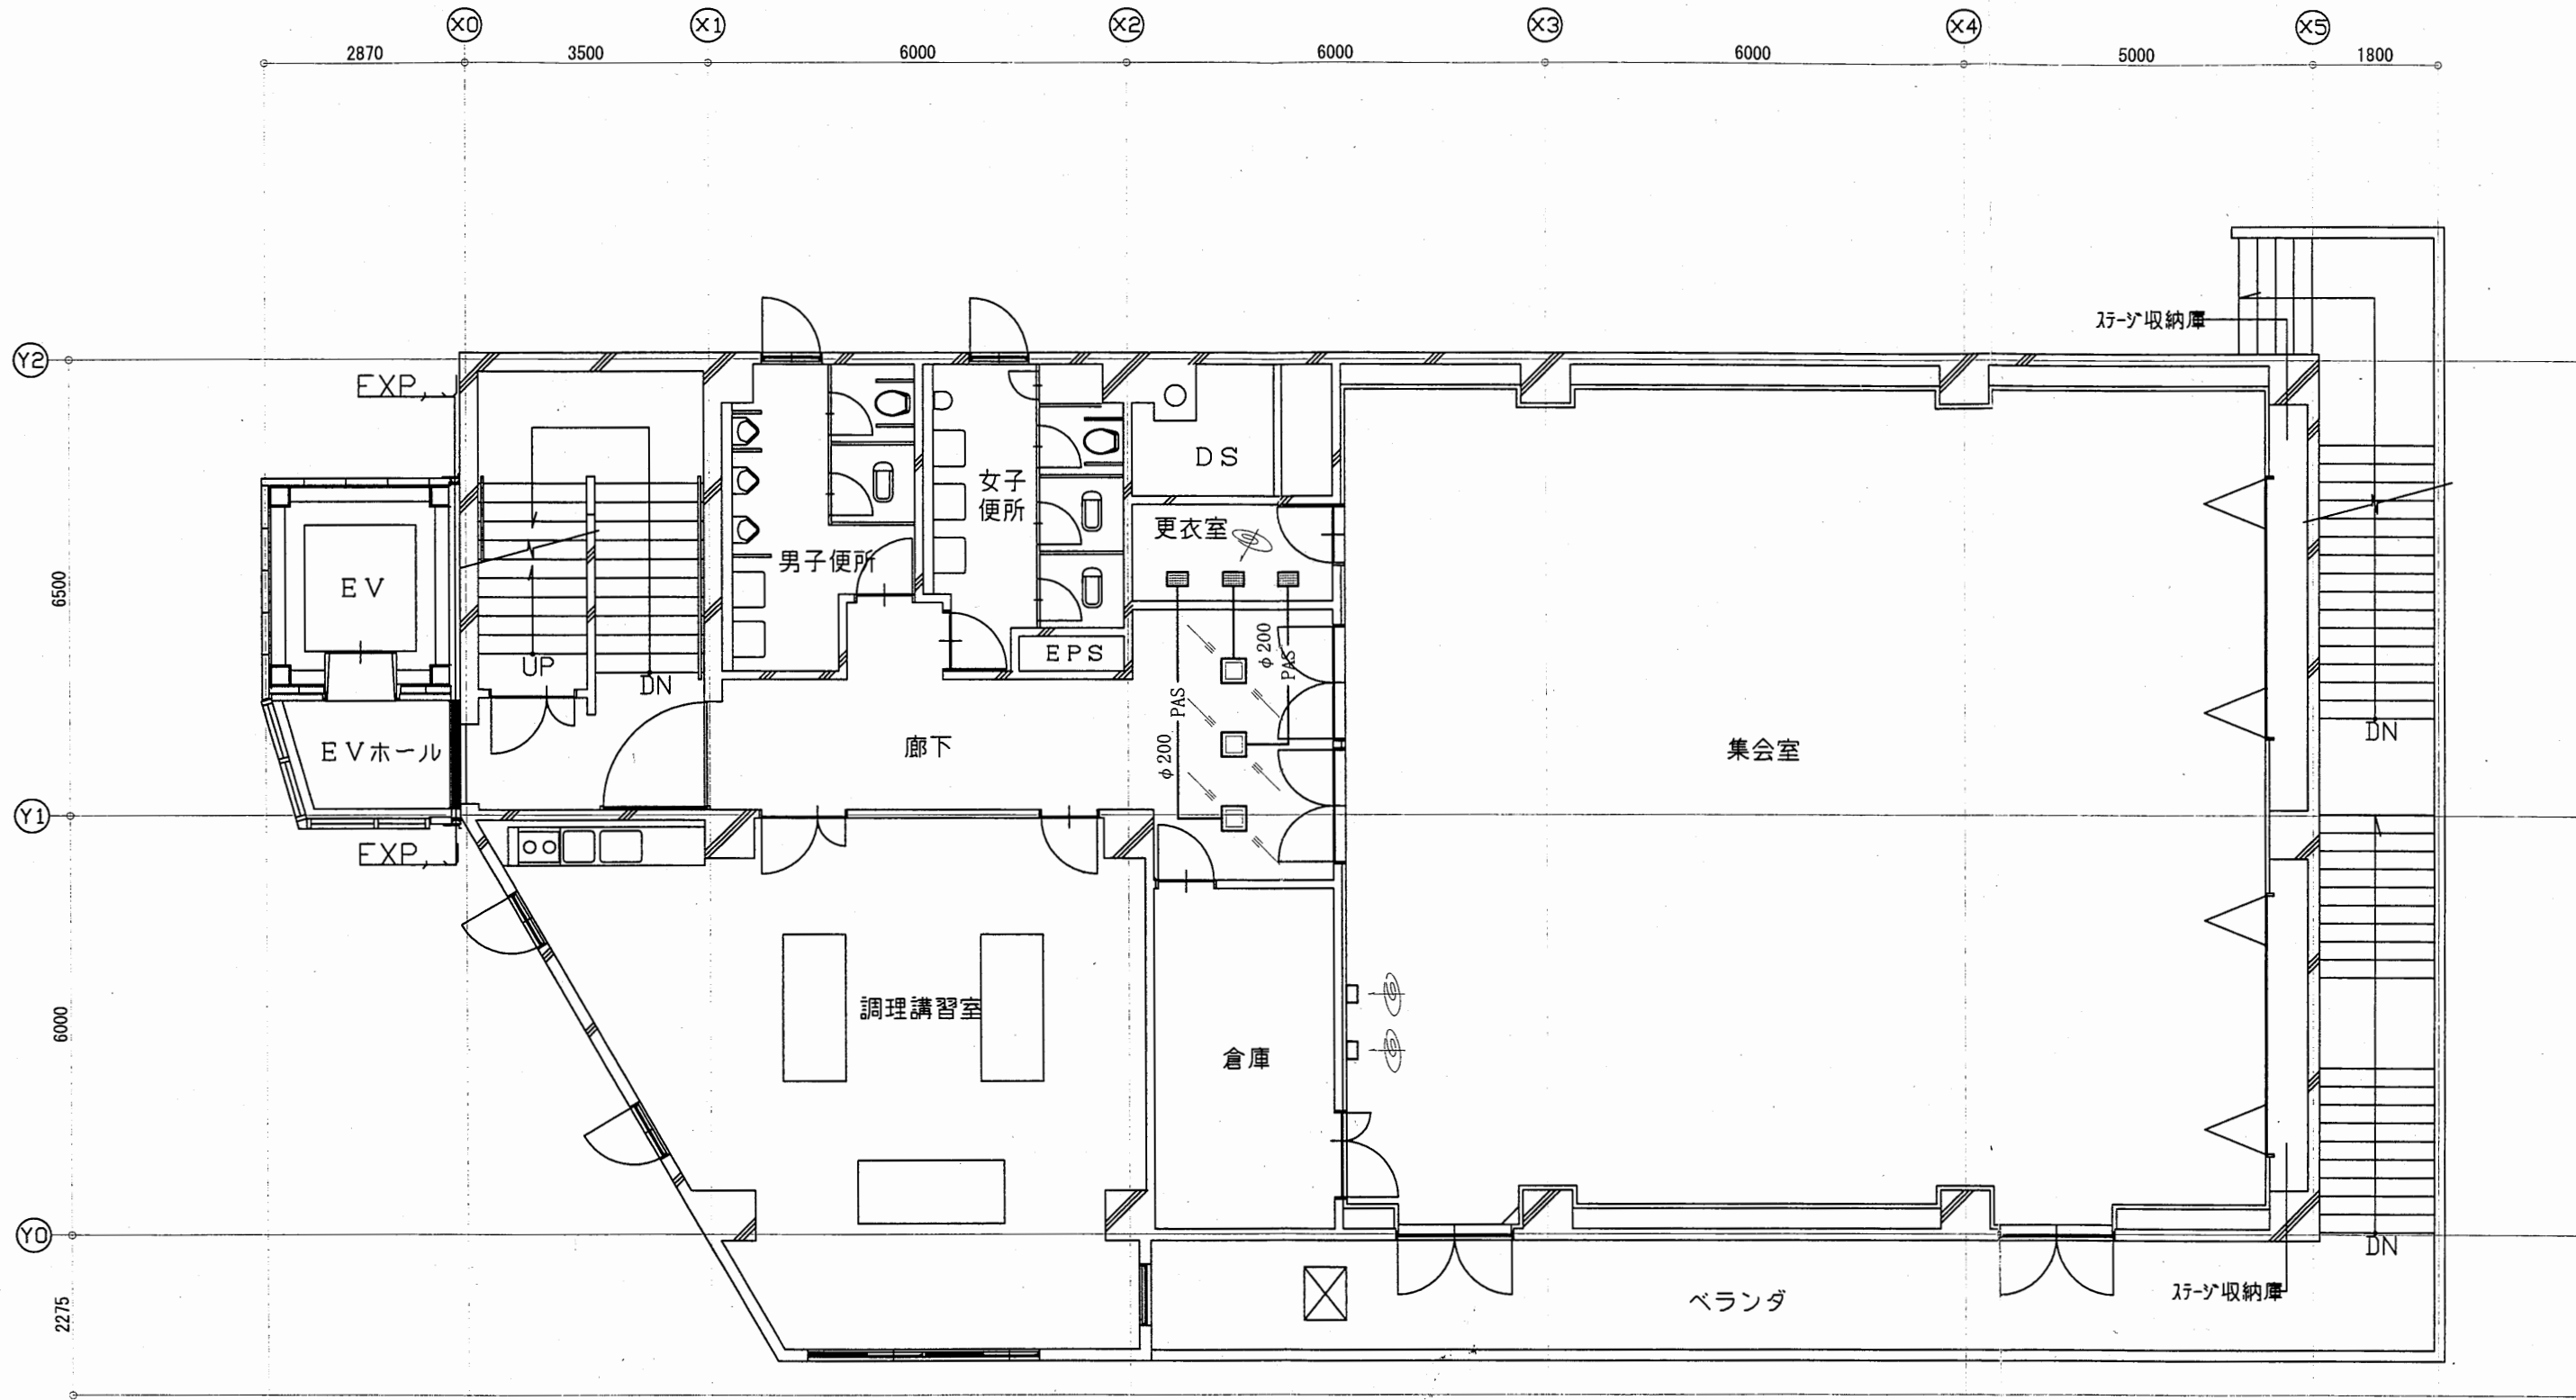 X0
X1
X2
X3
X4
X5
2870
3500
6000
6000
6000
5000
1800
ステージ収納庫
Y2
EXP.
DS
女子
便所
更衣室
男子便所
EV
6500
UP
DN
EPS
φ200
PAS
PAS
φ200
EVホール
廊下
集会室
DN
Y1
EXP.
調理講習室
6000
倉庫
Y0
DN
ステージ収納庫
ベランダ
2275